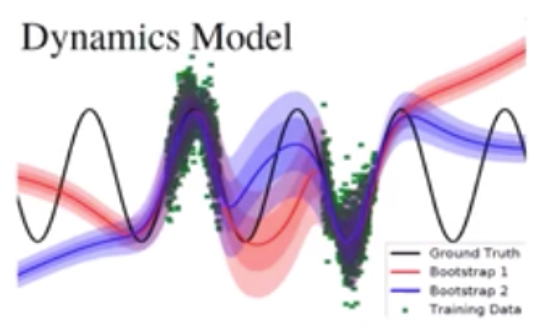 Dynamics Model
Ground Truth
Bootstrap 1
Bootstrap 2
Training Data